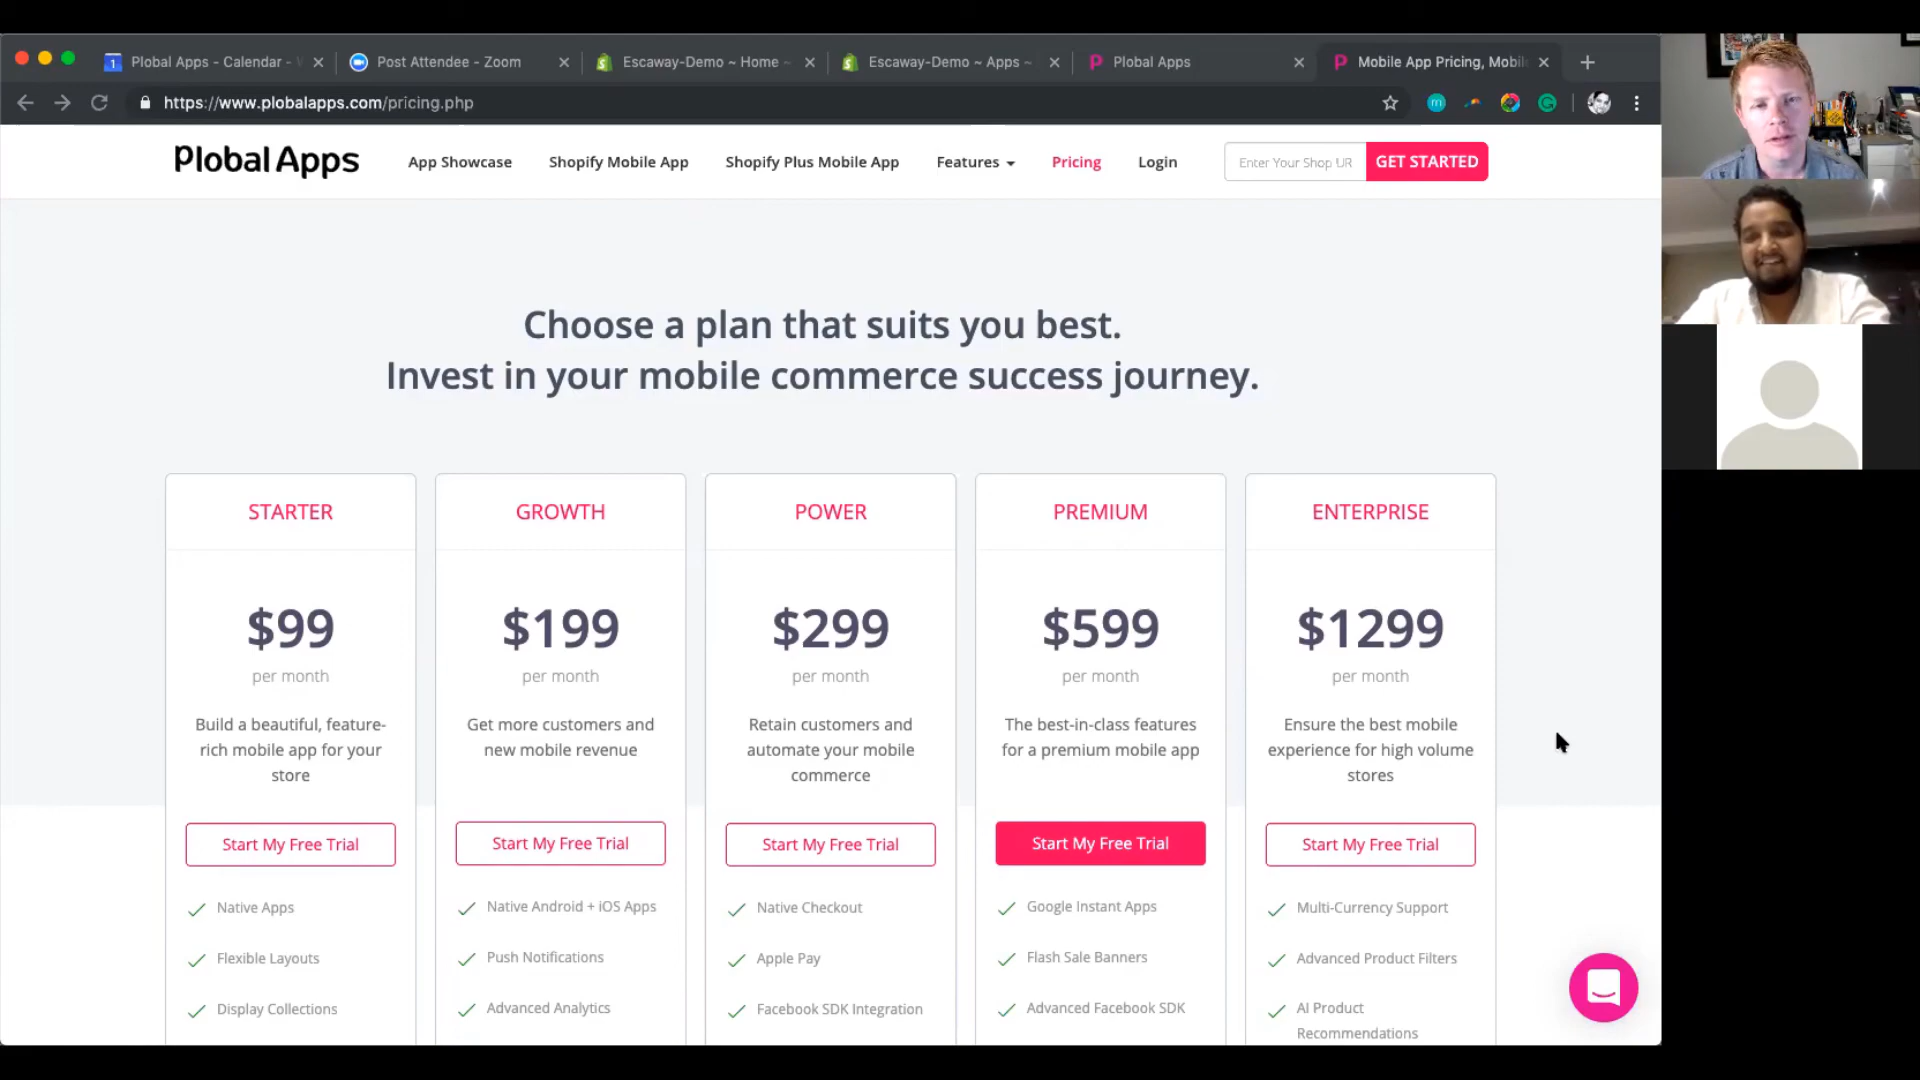 Plobal Apps - Calendar -
Post Attendee - Zoom
Escaway-Demo ~ Home ~
Escaway-Demo ~ Apps ~
Plobal Apps
Mobile App Pricing, Mobil
https://www.plobalapps.com/pricing.php
Plobal Apps
App Showcase
Shopify Mobile App
Shopify Plus Mobile App
Features
Pricing
Login
Enter Your Shop UR
GET STARTED
Choose a plan that suits you best.
Invest in your mobile commerce success journey.
STARTER
$99
per month
Build a beautiful, feature-
rich mobile app for your
store
Start My Free Trial
Native Apps
Flexible Layouts
Display Collections
GROWTH
$199
per month
Get more customers and
new mobile revenue
Start My Free Trial
Native Android + iOS Apps
Push Notifications
Advanced Analytics
POWER
$299
per month
Retain customers and
automate your mobile
commerce
Start My Free Trial
Native Checkout
Apple Pay
Facebook SDK Integration
PREMIUM
$599
per month
The best-in-class features
for a premium mobile app
Start My Free Trial
Google Instant Apps
Flash Sale Banners
Advanced Facebook SDK
ENTERPRISE
$1299
per month
Ensure the best mobile
experience for high volume
stores
Start My Free Trial
Multi-Currency Support
Advanced Product Filters
AI Product
Recommendations